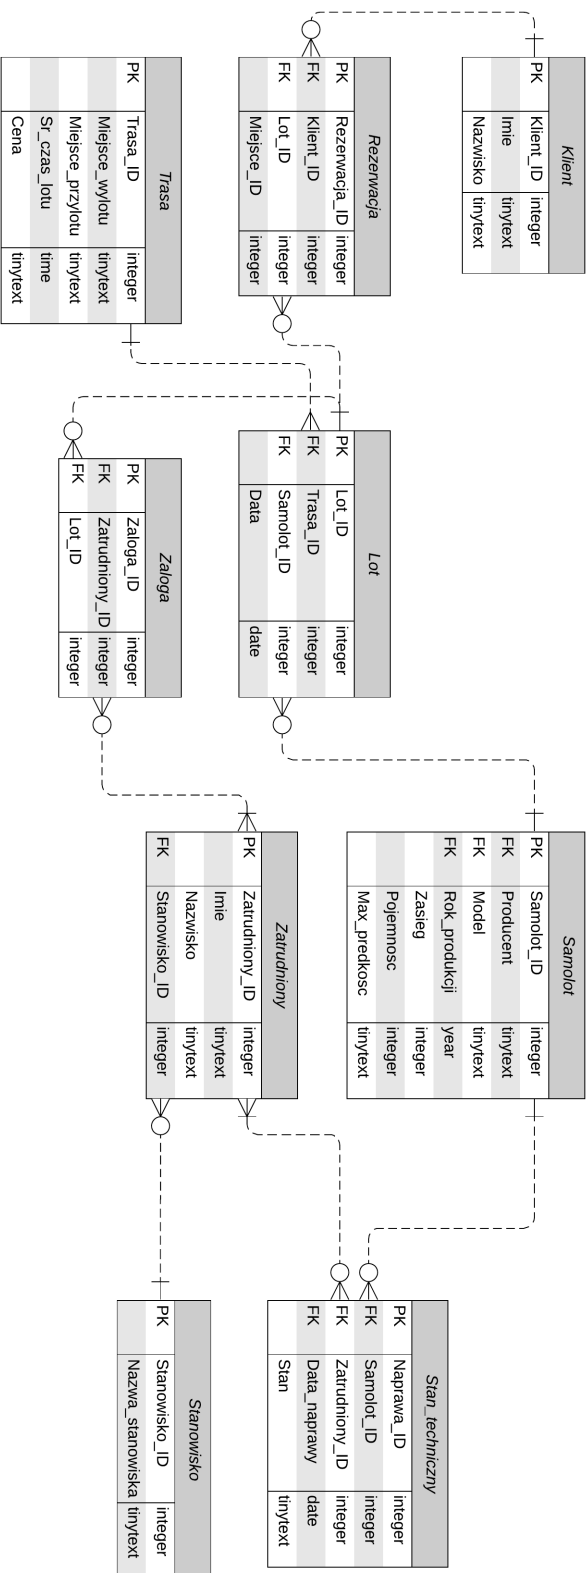 Klient
PK Klient_ID integer
Imie tinytext
Nazwisko tinytext
Samolot
PK Samolot_ID integer
FK Producent tinytext
FK Model tinytext
FK Rok_produkcji year
Zasieg integer
Pojemnosc integer
Max_predkosc tinytext
Stan_techniczny
PK Naprawa_ID integer
FK Samolot_ID integer
FK Zatrudniony_ID integer
FK Data_naprawy date
Stan tinytext
Rezerwacja
PK Rezerwacja_ID integer
FK Klient_ID integer
FK Lot_ID integer
Miejsce_ID integer
Lot
PK Lot_ID integer
FK Trasa_ID integer
FK Samolot_ID integer
Data date
Zatrudniony
PK Zatrudniony_ID integer
Imie tinytext
Nazwisko tinytext
FK Stanowisko_ID integer
Stanowisko
PK Stanowisko_ID integer
Nazwa_stanowiska tinytext
Trasa
PK Trasa_ID integer
Miejsce_wylotu tinytext
Miejsce_przylotu tinytext
Sr_czas_lotu time
Cena tinytext
Zaloga
PK Zaloga_ID integer
FK Zatrudniony_ID integer
FK Lot_ID integer